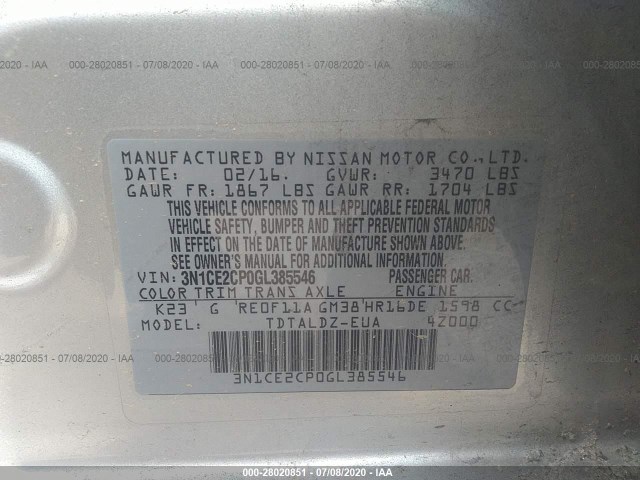 000-28020851 - 07/08/2020 - IAA
MANUFACTURED BY NISSAN MOTOR CO.,LTD.
DATE: 02/16. GVWR: 3470 LBS
GAWR FR: 1867 LBS GAWR RR: 1704 LBS
THIS VEHICLE CONFORMS TO ALL APPLICABLE FEDERAL MOTOR
VEHICLE SAFETY, BUMPER AND THEFT PREVENTION STANDARDS
IN EFFECT ON THE DATE OF MANUFACTURE SHOWN ABOVE.
SEE OWNER'S MANUAL FOR ADDITIONAL INFORMATION.
VIN: 3N1CE2CP0GL385546 PASSENGER CAR.
COLOR TRIM TRANS AXLE ENGINE
K23' G 'RE0F11A GM38'HR16DE 1598 CC
MODEL: TDTALDZ-EUA 4Z000
3N1CE2CP0GL385546
000-28020851 - 07/08/2020 - IAA